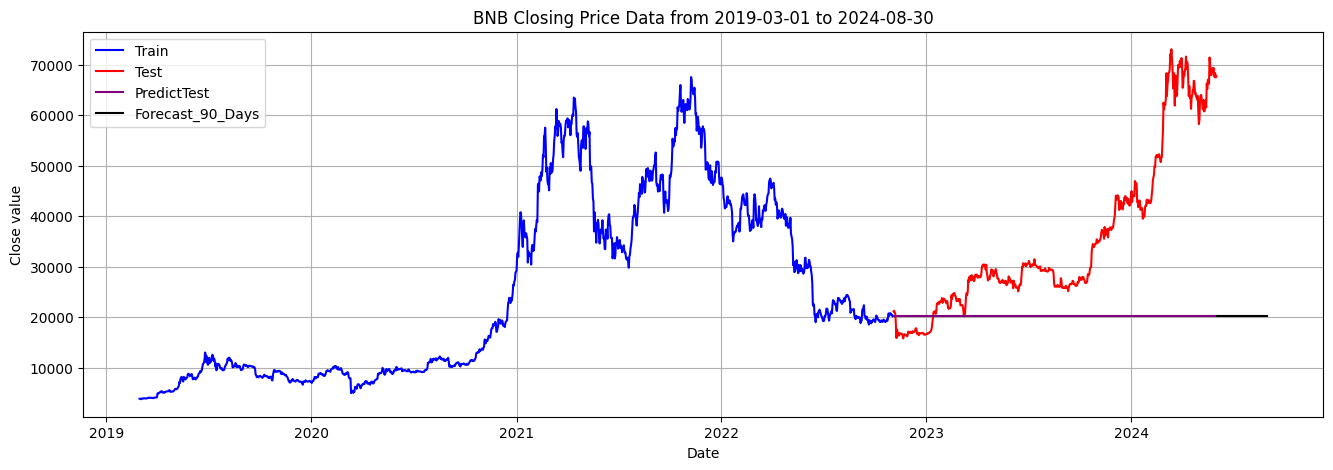 BNB Closing Price Data from 2019-03-01 to 2024-08-30
Train
Test
PredictTest
Forecast_90_Days
Close value
70000
60000
50000
40000
30000
20000
10000
2019
2020
2021
2022
2023
2024
Date